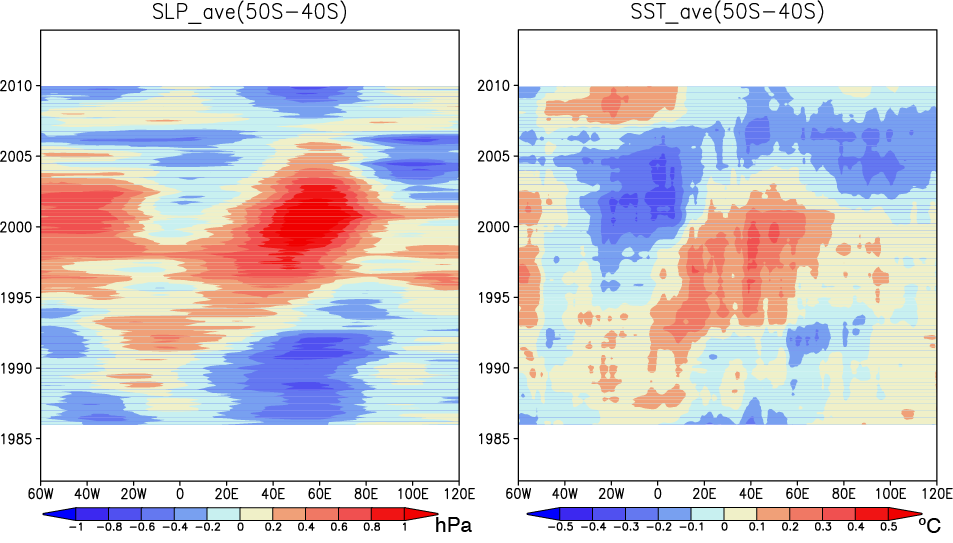 SLP_ave(50S−40S) SST_ave(50S−40S)
2010 2010
2005 2005
2000 2000
1995 1995
1990 1990
1985 1985
60W 40W 20W 0 20E 40E 60E 80E 100E 120E 60W 40W 20W 0 20E 40E 60E 80E 100E 120E
−1 −0.8 −0.6 −0.4 −0.2 0 0.2 0.4 0.6 0.8 1 hPa −0.5 −0.4 −0.3 −0.2 −0.1 0 0.1 0.2 0.3 0.4 0.5 ºC